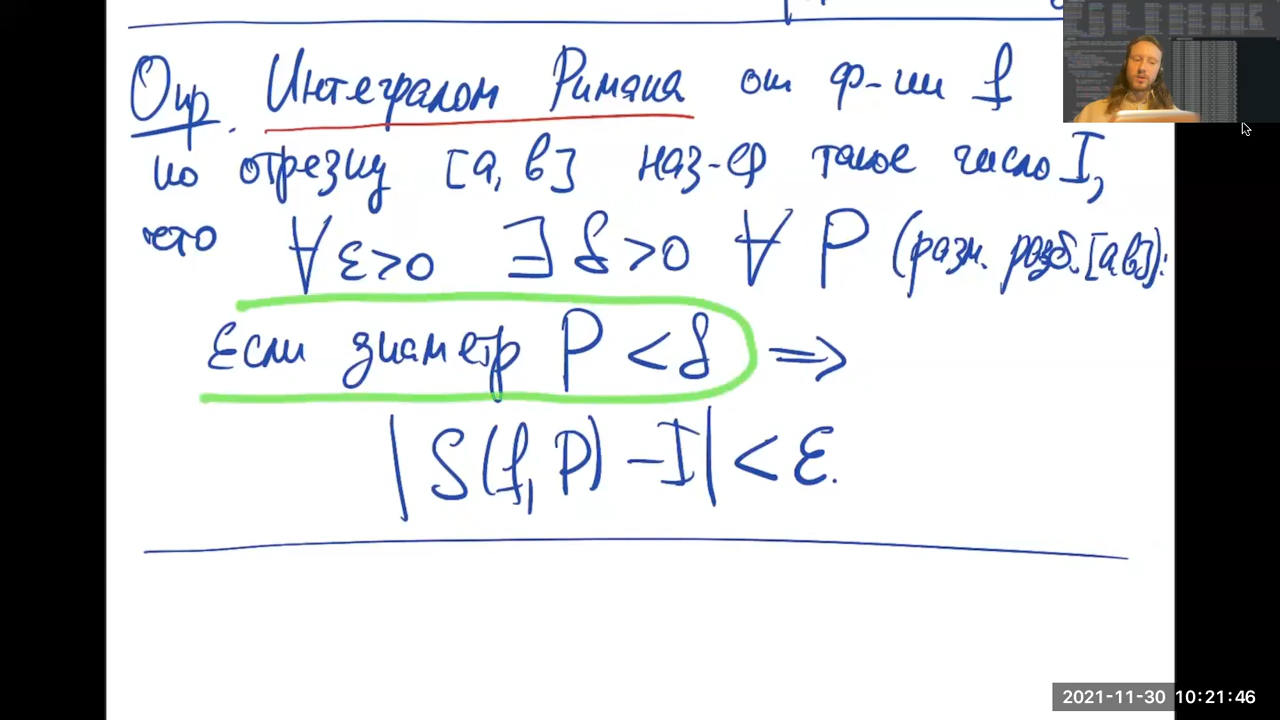 Опр. Интегралом Римана от ф-ии f
по отрезку [a, b] наз-ся такое число I,
что ∀ ε>0 ∃ δ>0 ∀ P (разм. разб. [a,b]):
Если диаметр P < δ ⇒
|S(f, P) - I| < ε.
2021-11-30 10:21:46